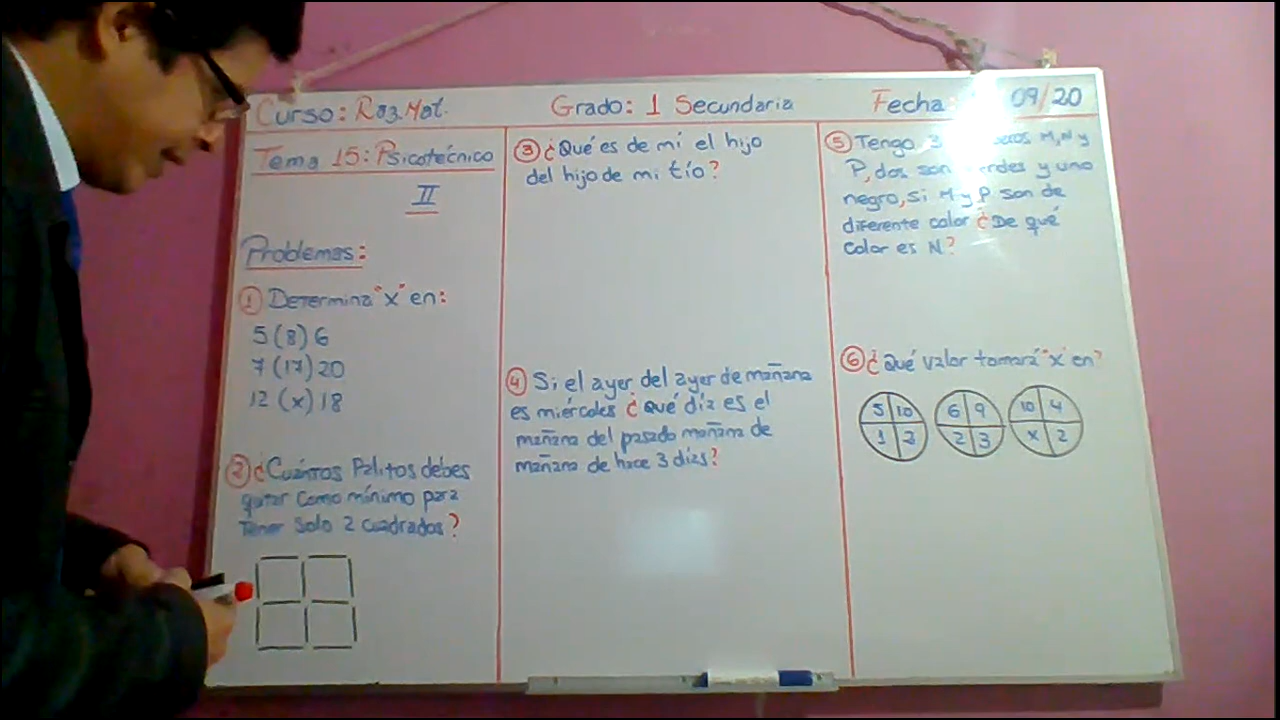 Curso: Raz. Mat.
Grado: 1 Secundaria
Fecha 09/20
Tema 15: Psicotécnico
II
Problemas:
① Determina "x" en:
5 (8) 6
7 (17) 20
12 (x) 18
② ¿Cuántos Palitos debes
quitar como mínimo para
Tener solo 2 cuadrados?
③ ¿Qué es de mí el hijo
del hijo de mi tío?
④ Si el ayer del ayer de mañana
es miércoles ¿Qué día es el
mañana del pasado mañana de
mañana de hace 3 días?
⑤ Tengo 3 M, N y
P, dos son verdes y uno
negro, Si M y P son de
diferente color ¿De qué
color es N?
⑥ ¿Qué valor tomará "x" en?
5 10 6 9 10 4
1 2 3 x 2